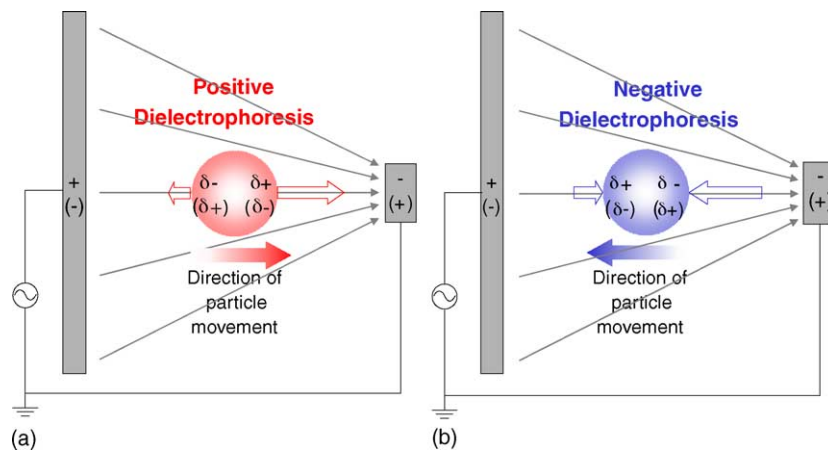 Positive
Dielectrophoresis
+
(-)
δ- δ+
(δ+) (δ-)
-
(+)
Direction of
particle
movement
(a)
Negative
Dielectrophoresis
+
(-)
δ+ δ -
(δ-) (δ+)
-
(+)
Direction of
particle
movement
(b)